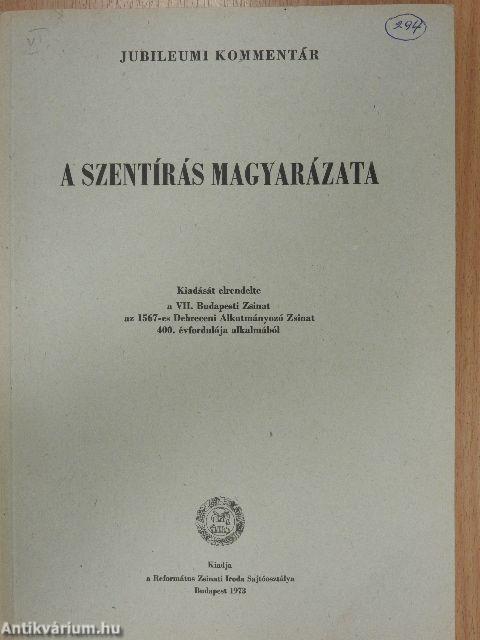 VI.
294
JUBILEUMI KOMMENTÁR
A SZENTÍRÁS MAGYARÁZATA
Kiadását elrendelte
a VII. Budapesti Zsinat
az 1567-es Debreceni Alkotmányozó Zsinat
400. évfordulója alkalmából
Kiadja
a Református Zsinati Iroda Sajtóosztálya
Budapest 1973
Antikvárium.hu